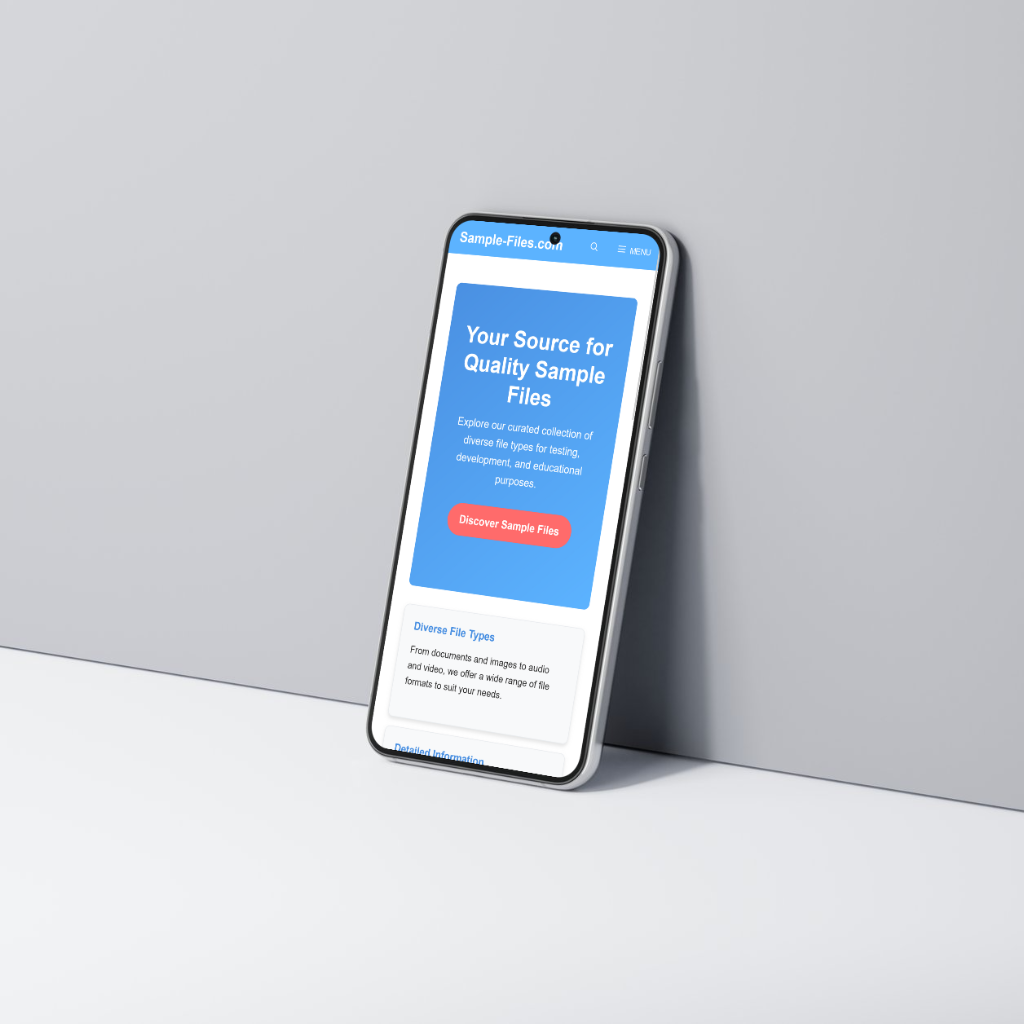 Sample-Files.com
MENU
Your Source for
Quality Sample
Files
Explore our curated collection of
diverse file types for testing,
development, and educational
purposes.
Discover Sample Files
Diverse File Types
From documents and images to audio
and video, we offer a wide range of file
formats to suit your needs.
Detailed Information